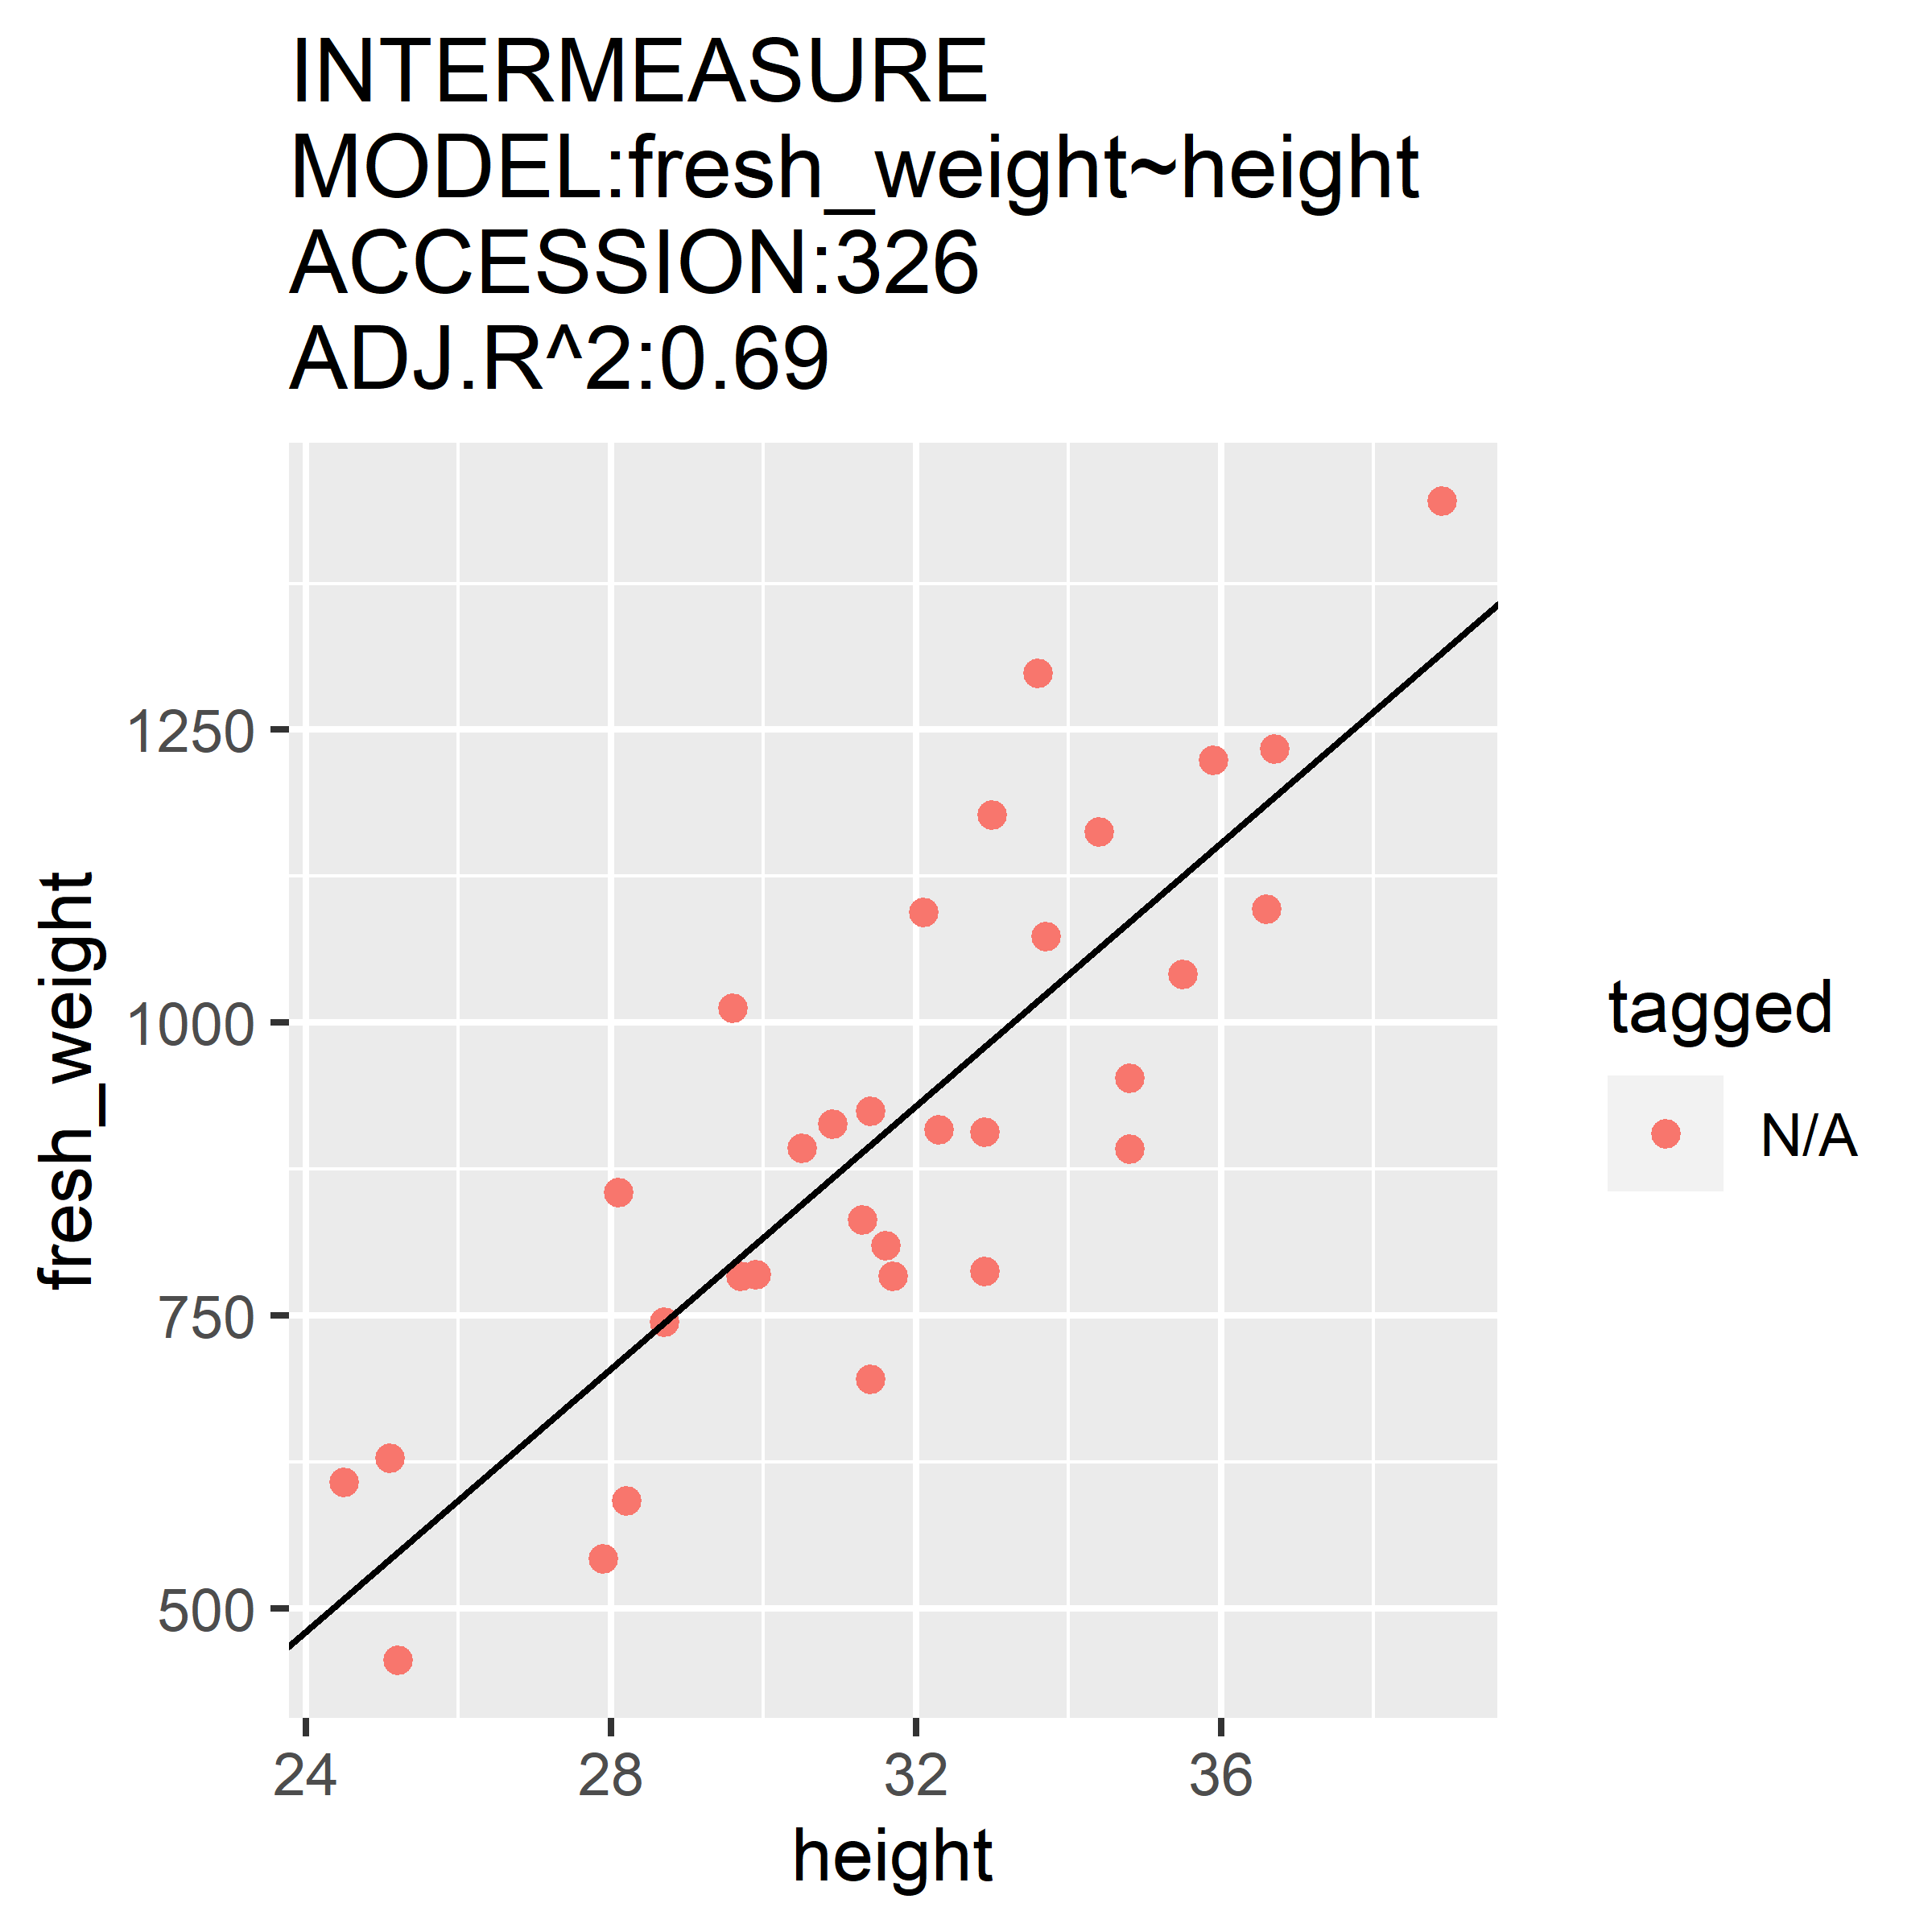 INTERMEASURE
MODEL:fresh_weight~height
ACCESSION:326
ADJ.R^2:0.69
1250
1000
750
500
fresh_weight
24 28 32 36
height
tagged
N/A